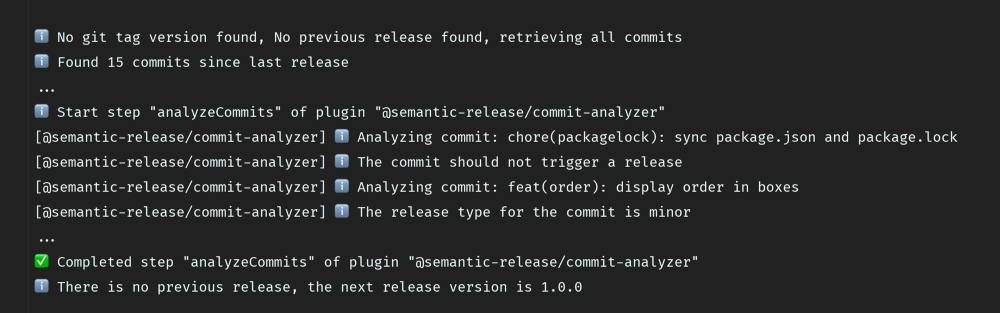 ℹ️ No git tag version found, No previous release found, retrieving all commits
ℹ️ Found 15 commits since last release
...
ℹ️ Start step "analyzeCommits" of plugin "@semantic-release/commit-analyzer"
[@semantic-release/commit-analyzer] ℹ️ Analyzing commit: chore(packagelock): sync package.json and package.lock
[@semantic-release/commit-analyzer] ℹ️ The commit should not trigger a release
[@semantic-release/commit-analyzer] ℹ️ Analyzing commit: feat(order): display order in boxes
[@semantic-release/commit-analyzer] ℹ️ The release type for the commit is minor
...
✅ Completed step "analyzeCommits" of plugin "@semantic-release/commit-analyzer"
ℹ️ There is no previous release, the next release version is 1.0.0